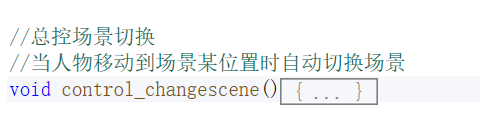 //总控场景切换
//当人物移动到场景某位置时自动切换场景
void control_changescene(){ ... }